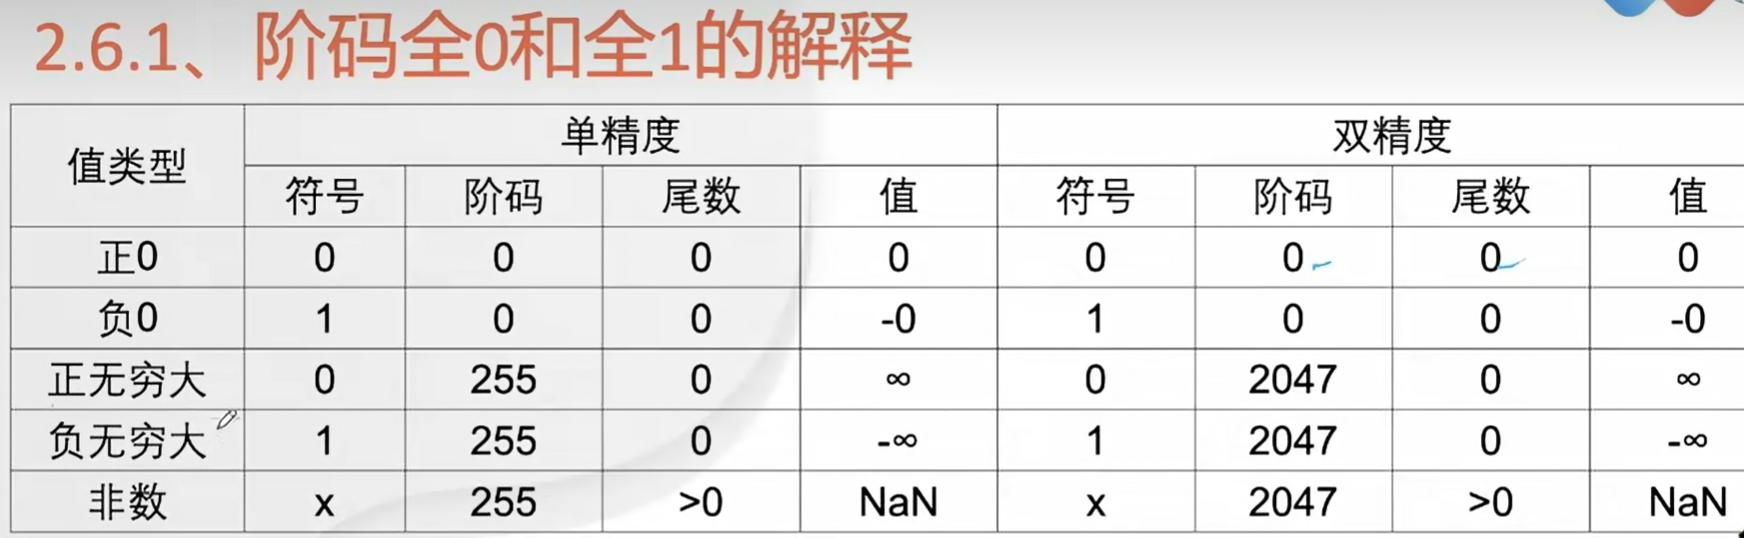 2.6.1、阶码全0和全1的解释
值类型 单精度 双精度
符号 阶码 尾数 值 符号 阶码 尾数 值
正0 0 0 0 0 0 0 0 0
负0 1 0 0 -0 1 0 0 -0
正无穷大 0 255 0 ∞ 0 2047 0 ∞
负无穷大 1 255 0 -∞ 1 2047 0 -∞
非数 x 255 >0 NaN x 2047 >0 NaN